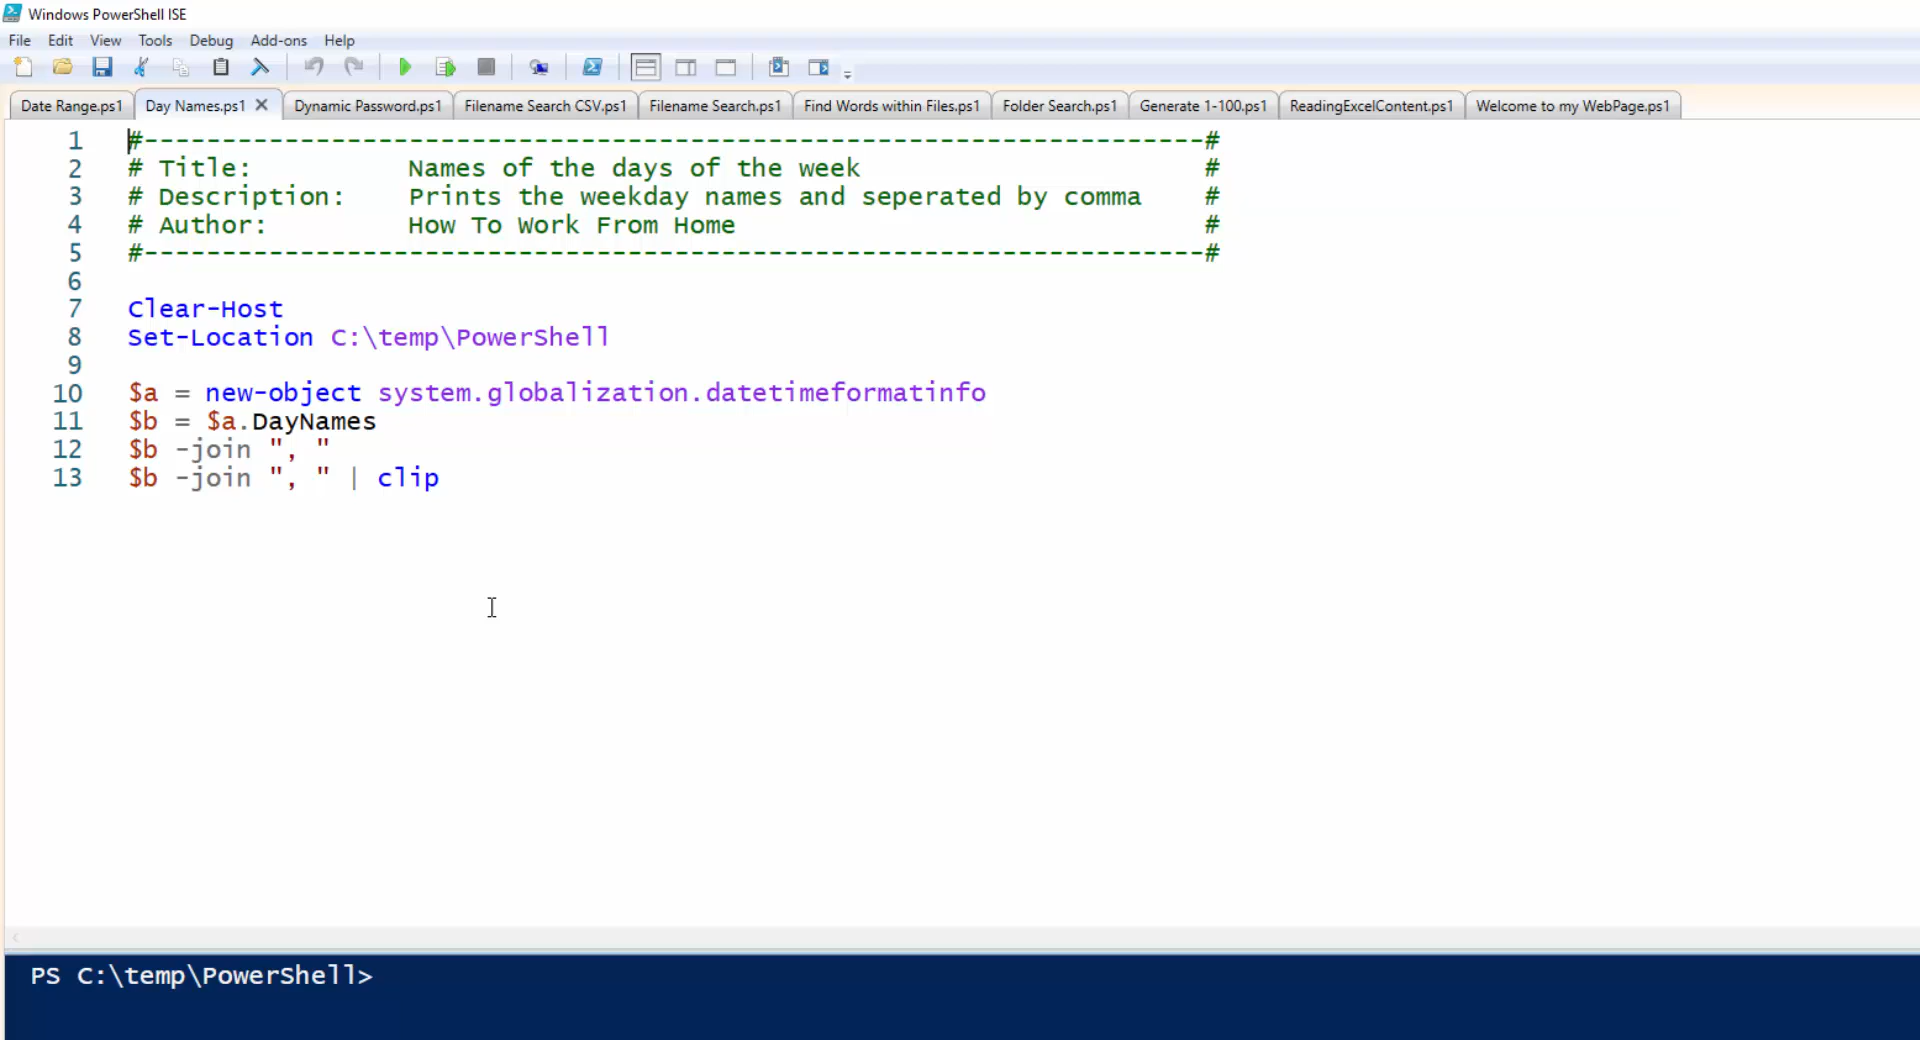 Windows PowerShell ISE
File Edit View Tools Debug Add-ons Help
Date Range.ps1 Day Names.ps1 Dynamic Password.ps1 Filename Search CSV.ps1 Filename Search.ps1 Find Words within Files.ps1 Folder Search.ps1 Generate 1-100.ps1 ReadingExcelContent.ps1 Welcome to my WebPage.ps1
1 #--------------------------------------------------------------------#
2 # Title: Names of the days of the week #
3 # Description: Prints the weekday names and seperated by comma #
4 # Author: How To Work From Home #
5 #--------------------------------------------------------------------#
6
7 Clear-Host
8 Set-Location C:\temp\PowerShell
9
10 $a = new-object system.globalization.datetimeformatinfo
11 $b = $a.DayNames
12 $b -join ", "
13 $b -join ", " | clip
PS C:\temp\PowerShell>